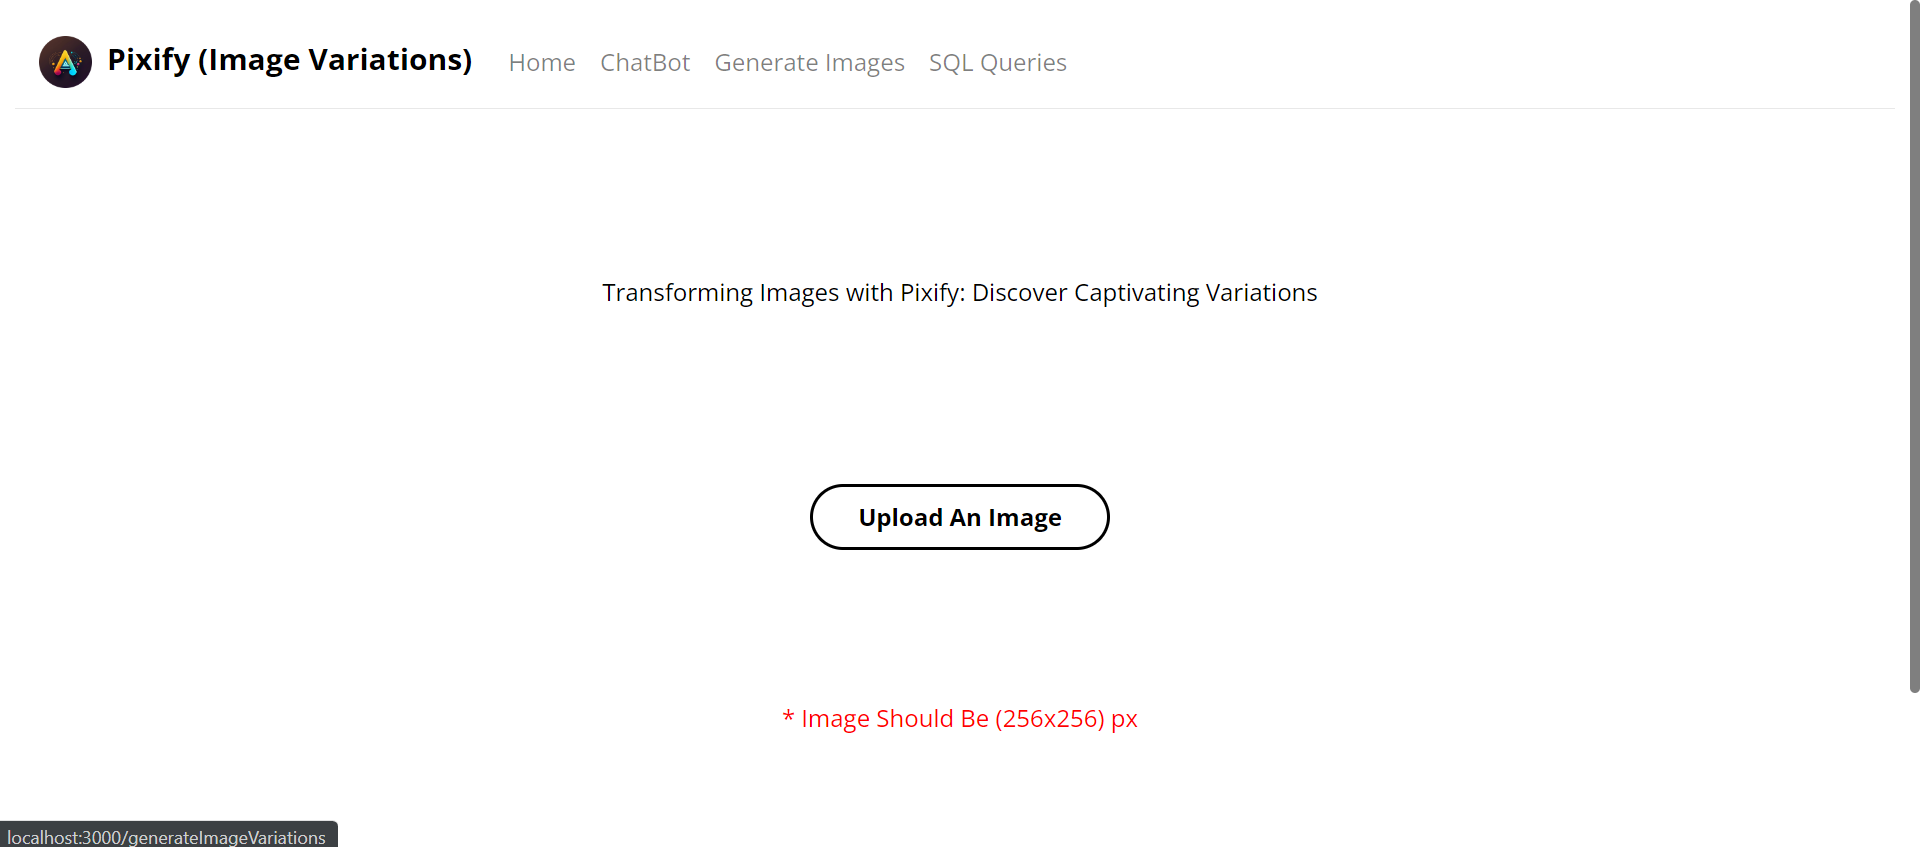 Pixify (Image Variations) Home ChatBot Generate Images SQL Queries
Transforming Images with Pixify: Discover Captivating Variations
Upload An Image
* Image Should Be (256x256) px
localhost:3000/generateImageVariations